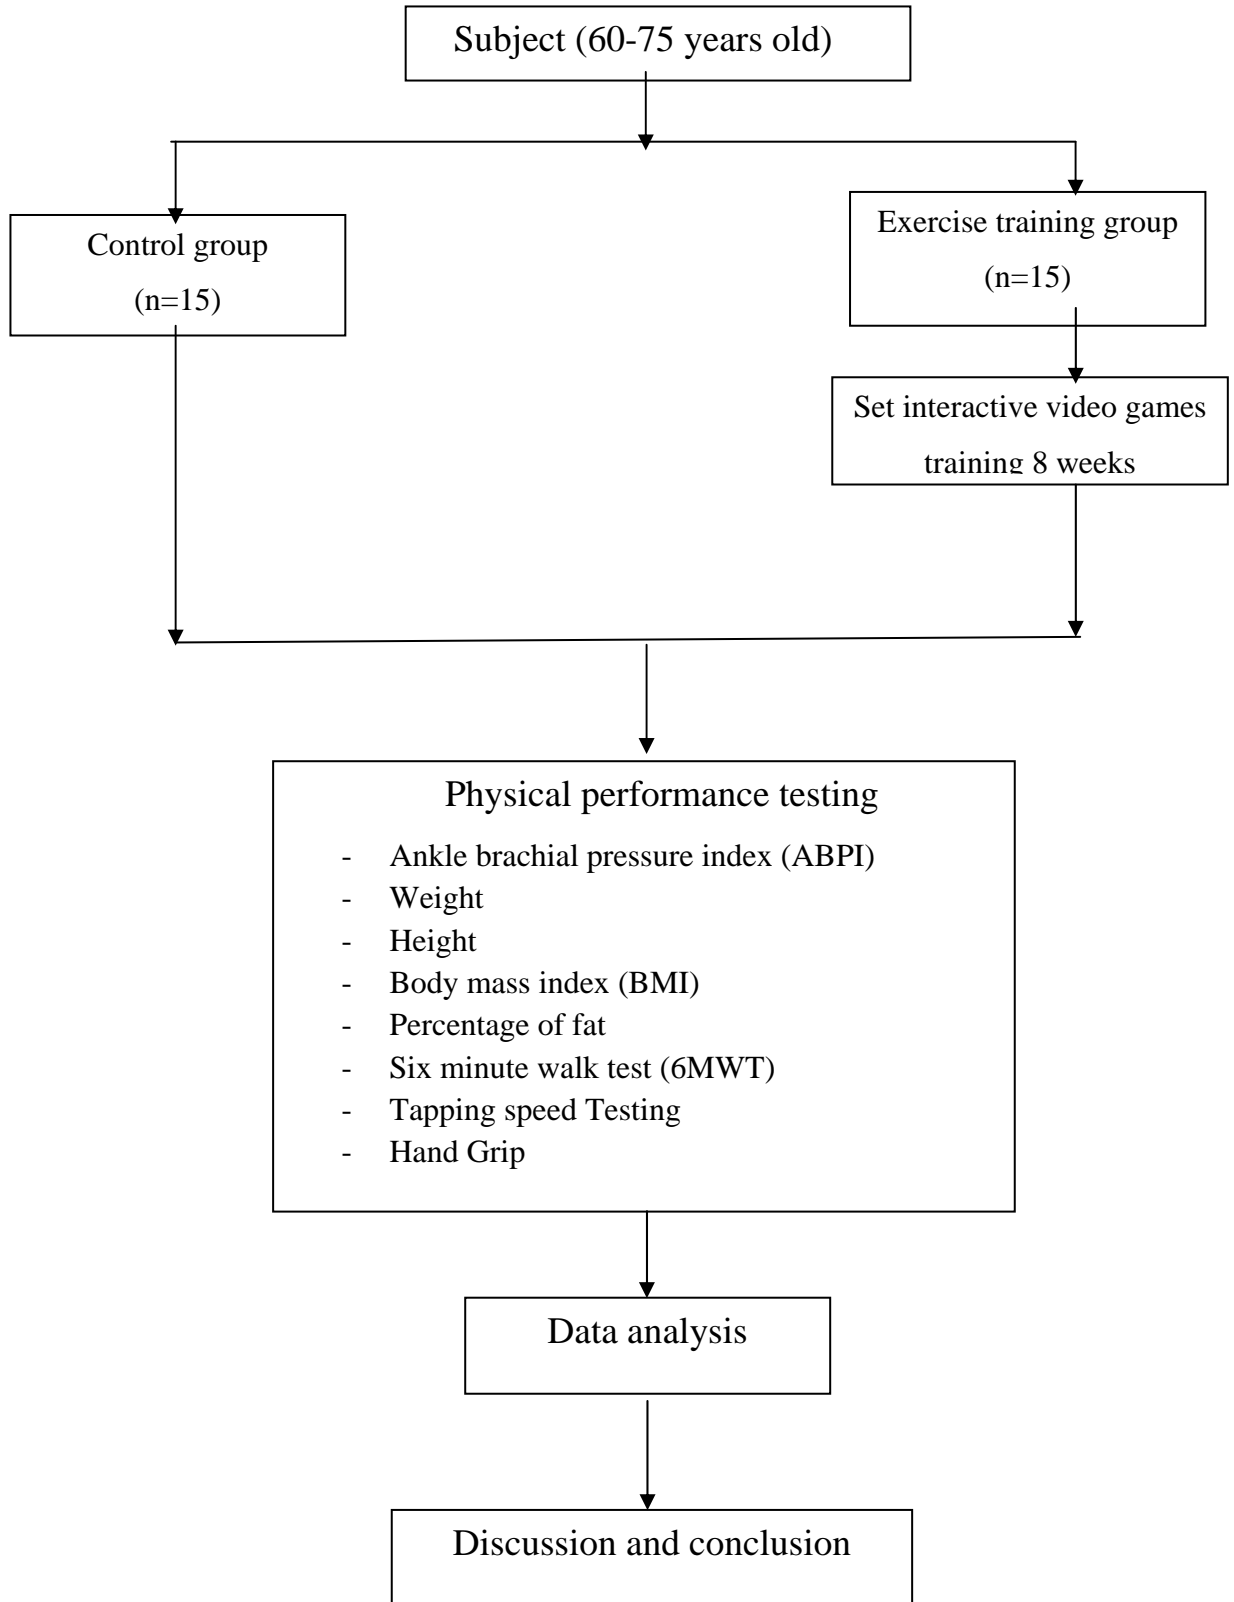 Subject (60-75 years old)
Control group
(n=15)
Exercise training group
(n=15)
Set interactive video games
training 8 weeks
Physical performance testing
- Ankle brachial pressure index (ABPI)
- Weight
- Height
- Body mass index (BMI)
- Percentage of fat
- Six minute walk test (6MWT)
- Tapping speed Testing
- Hand Grip
Data analysis
Discussion and conclusion